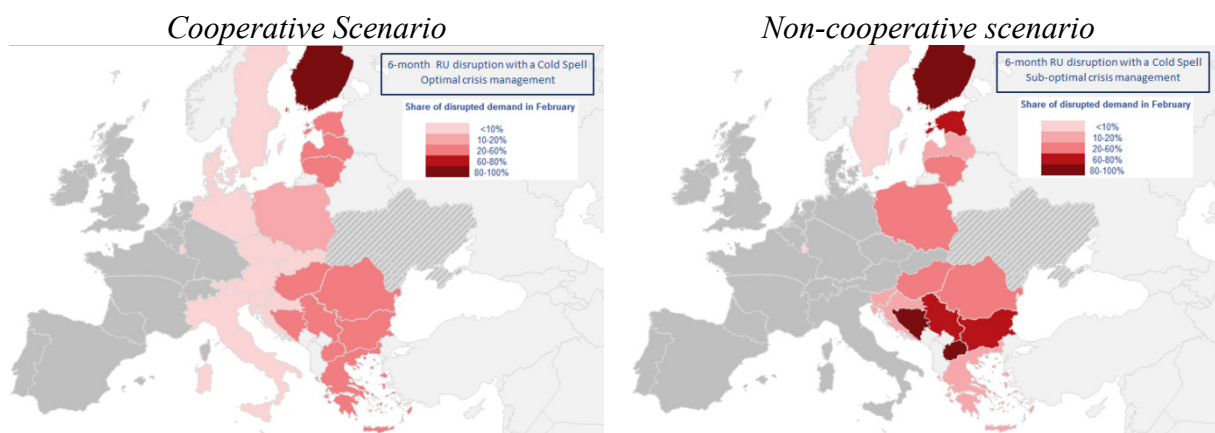 Cooperative Scenario
6-month RU disruption with a Cold Spell
Optimal crisis management
Share of disrupted demand in February
<10%
10-20%
20-60%
60-80%
80-100%
Non-cooperative scenario
6-month RU disruption with a Cold Spell
Sub-optimal crisis management
Share of disrupted demand in February
<10%
10-20%
20-60%
60-80%
80-100%